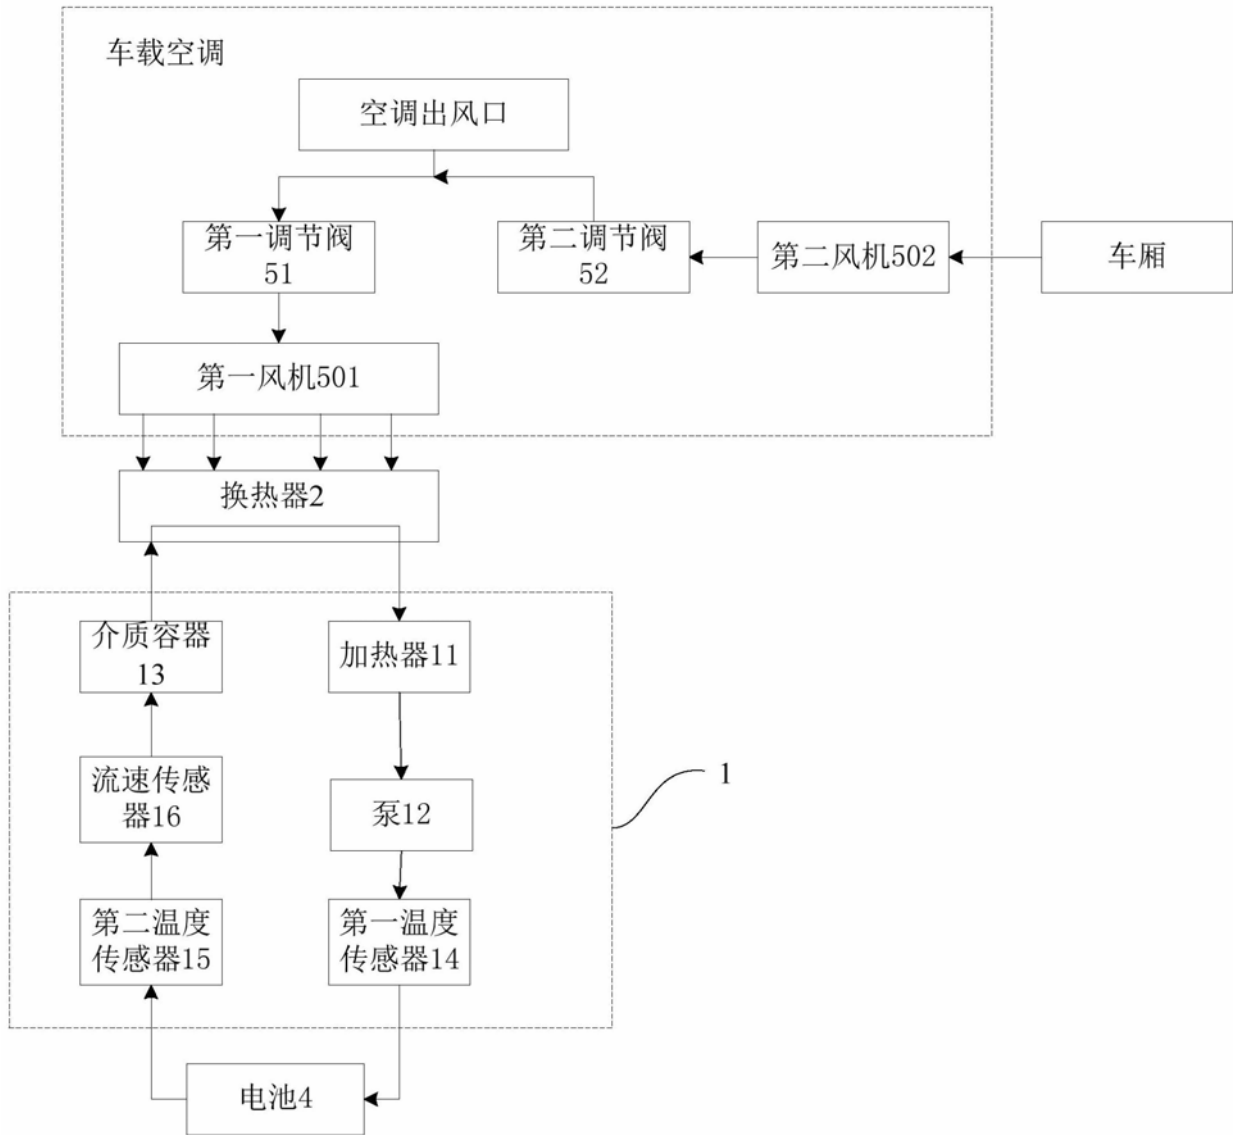 车载空调
空调出风口
第一调节阀
51
第二调节阀
52
第二风机502
车厢
第一风机501
换热器2
介质容器
13
加热器11
流速传感
器16
泵12
1
第二温度
传感器15
第一温度
传感器14
电池4